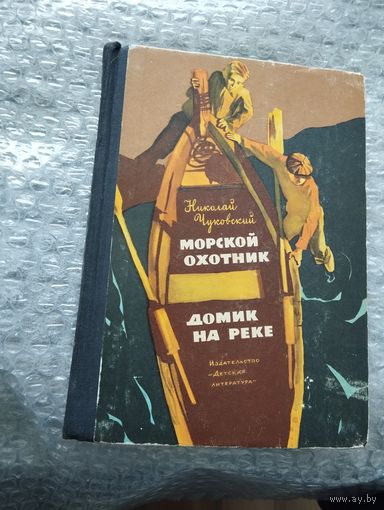 Николай
Чуковский
МОРСКОЙ
ОХОТНИК
ДОМИК
НА РЕКЕ
Издательство
„Детская
литература"
www.ay.by